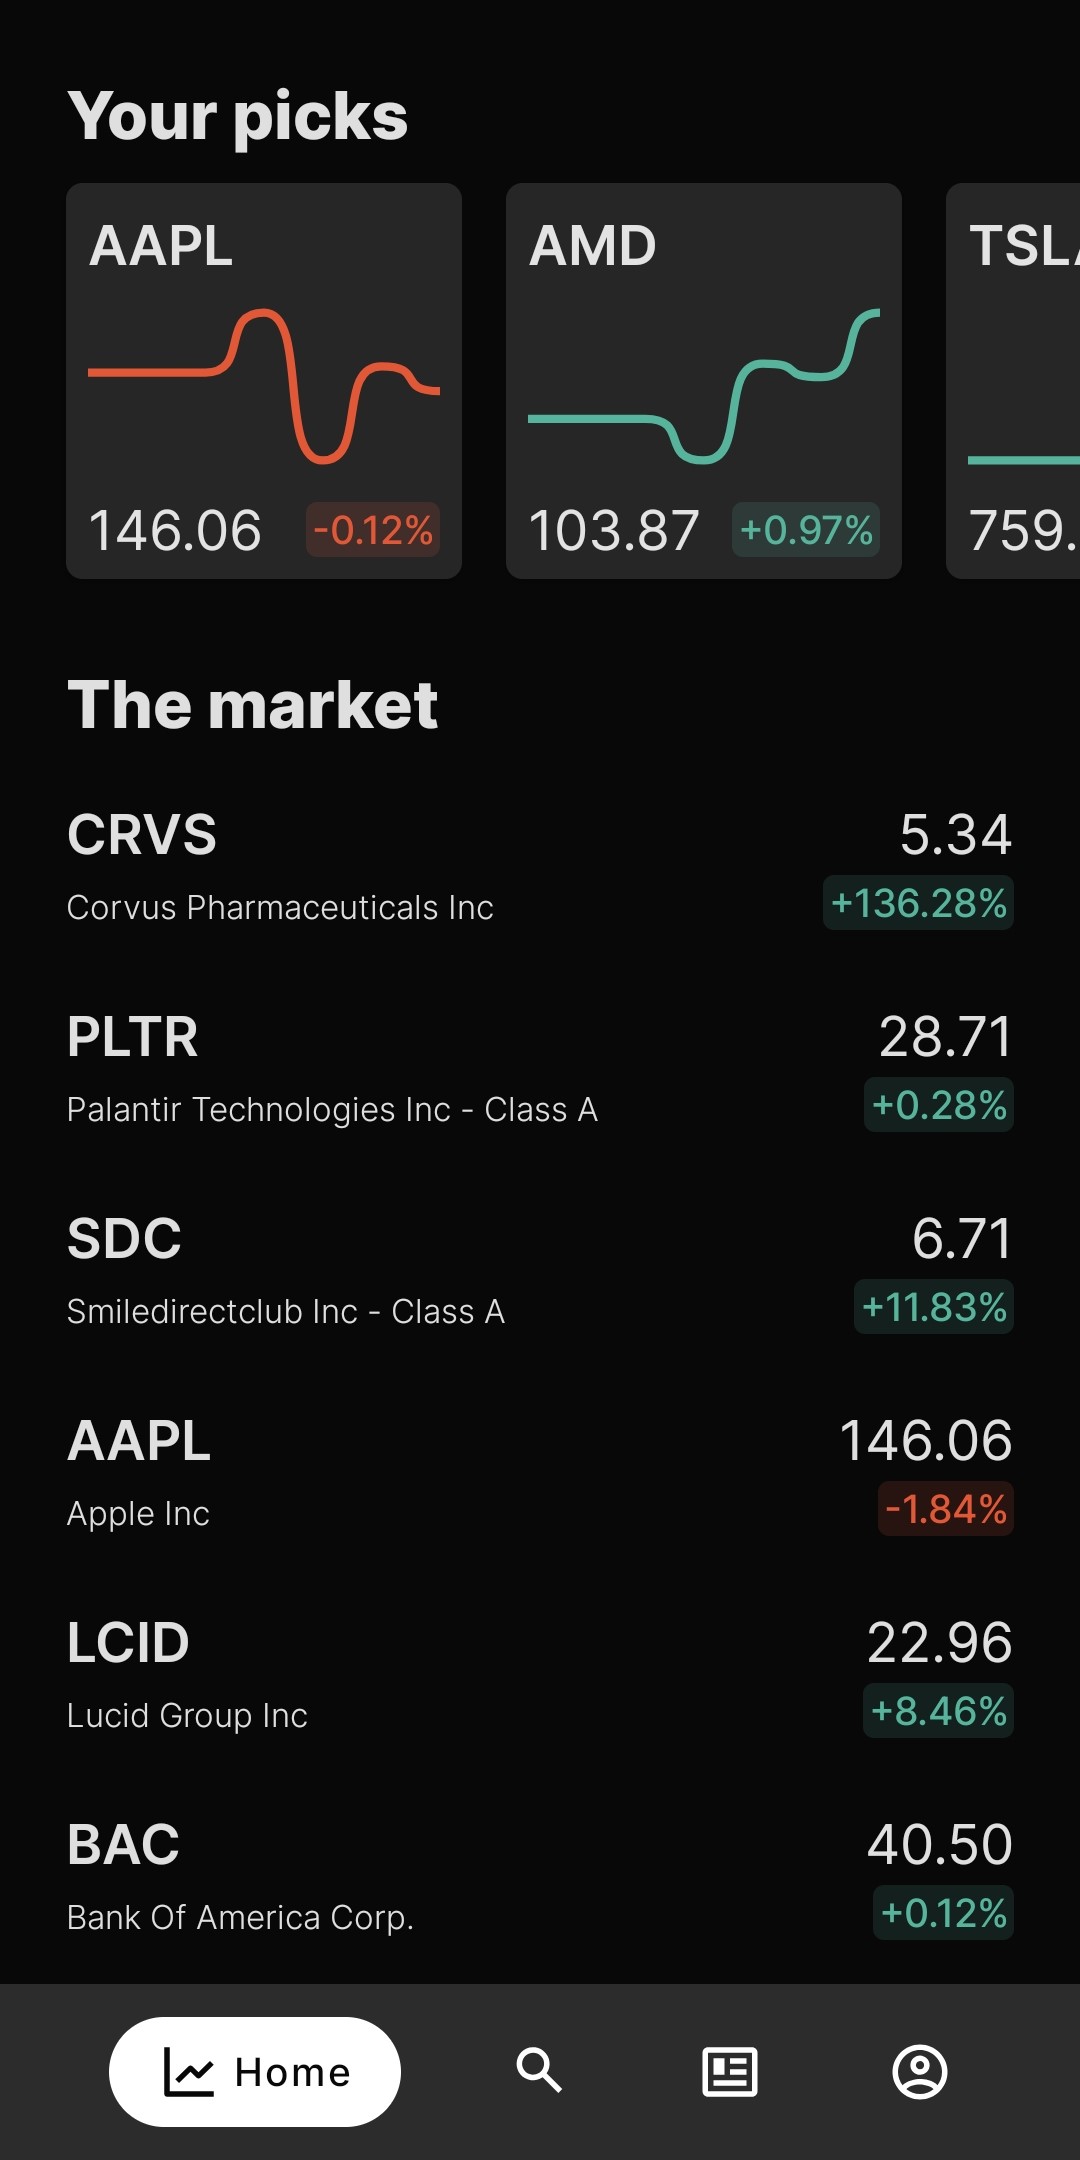 Your picks
AAPL
146.06 -0.12%
AMD
103.87 +0.97%
TSLA
759.
The market
CRVS 5.34
Corvus Pharmaceuticals Inc +136.28%
PLTR 28.71
Palantir Technologies Inc - Class A +0.28%
SDC 6.71
Smiledirectclub Inc - Class A +11.83%
AAPL 146.06
Apple Inc -1.84%
LCID 22.96
Lucid Group Inc +8.46%
BAC 40.50
Bank Of America Corp. +0.12%
Home